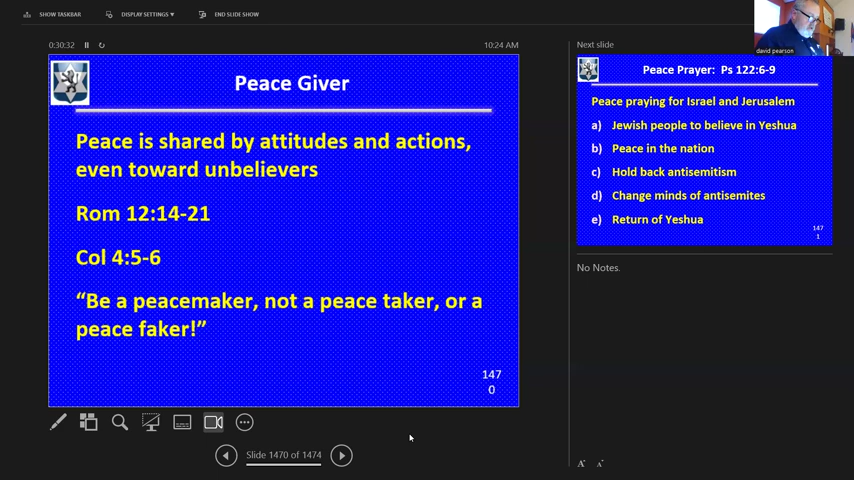 SHOW TASKBAR
DISPLAY SETTINGS ▾
END SLIDE SHOW
0:30:32
10:24 AM
Peace Giver
Peace is shared by attitudes and actions,
even toward unbelievers
Rom 12:14-21
Col 4:5-6
“Be a peacemaker, not a peace taker, or a
peace faker!”
147
0
Slide 1470 of 1474
Next slide
Peace Prayer: Ps 122:6-9
Peace praying for Israel and Jerusalem
a) Jewish people to believe in Yeshua
b) Peace in the nation
c) Hold back antisemitism
d) Change minds of antisemites
e) Return of Yeshua
147
1
No Notes.
A A
david pearson